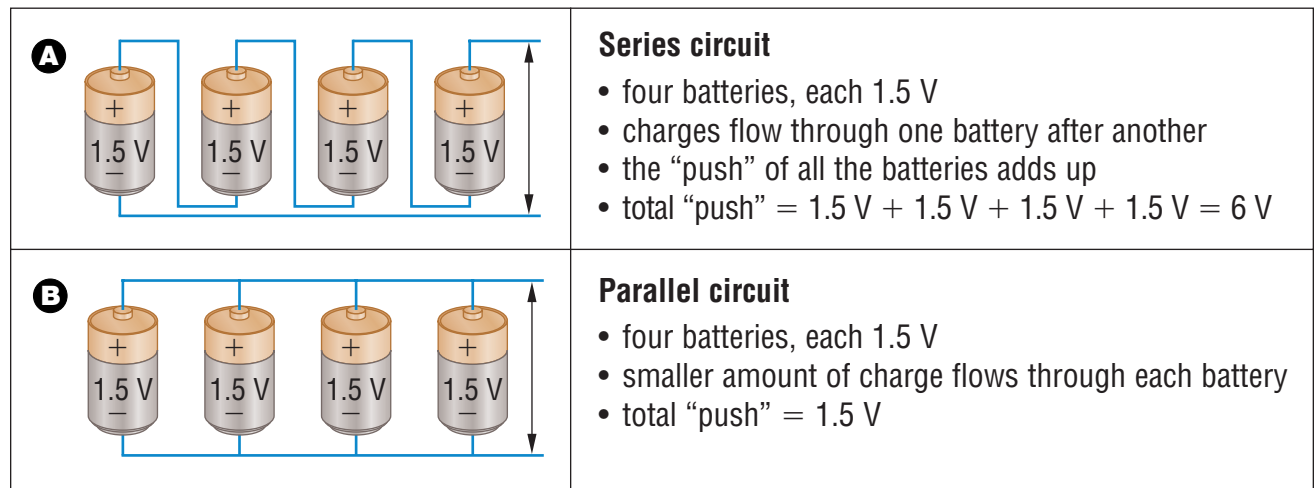 A
+ + + +
1.5 V 1.5 V 1.5 V 1.5 V
− − − −
Series circuit
• four batteries, each 1.5 V
• charges flow through one battery after another
• the “push” of all the batteries adds up
• total “push” = 1.5 V + 1.5 V + 1.5 V + 1.5 V = 6 V
B
+ + + +
1.5 V 1.5 V 1.5 V 1.5 V
− − − −
Parallel circuit
• four batteries, each 1.5 V
• smaller amount of charge flows through each battery
• total “push” = 1.5 V